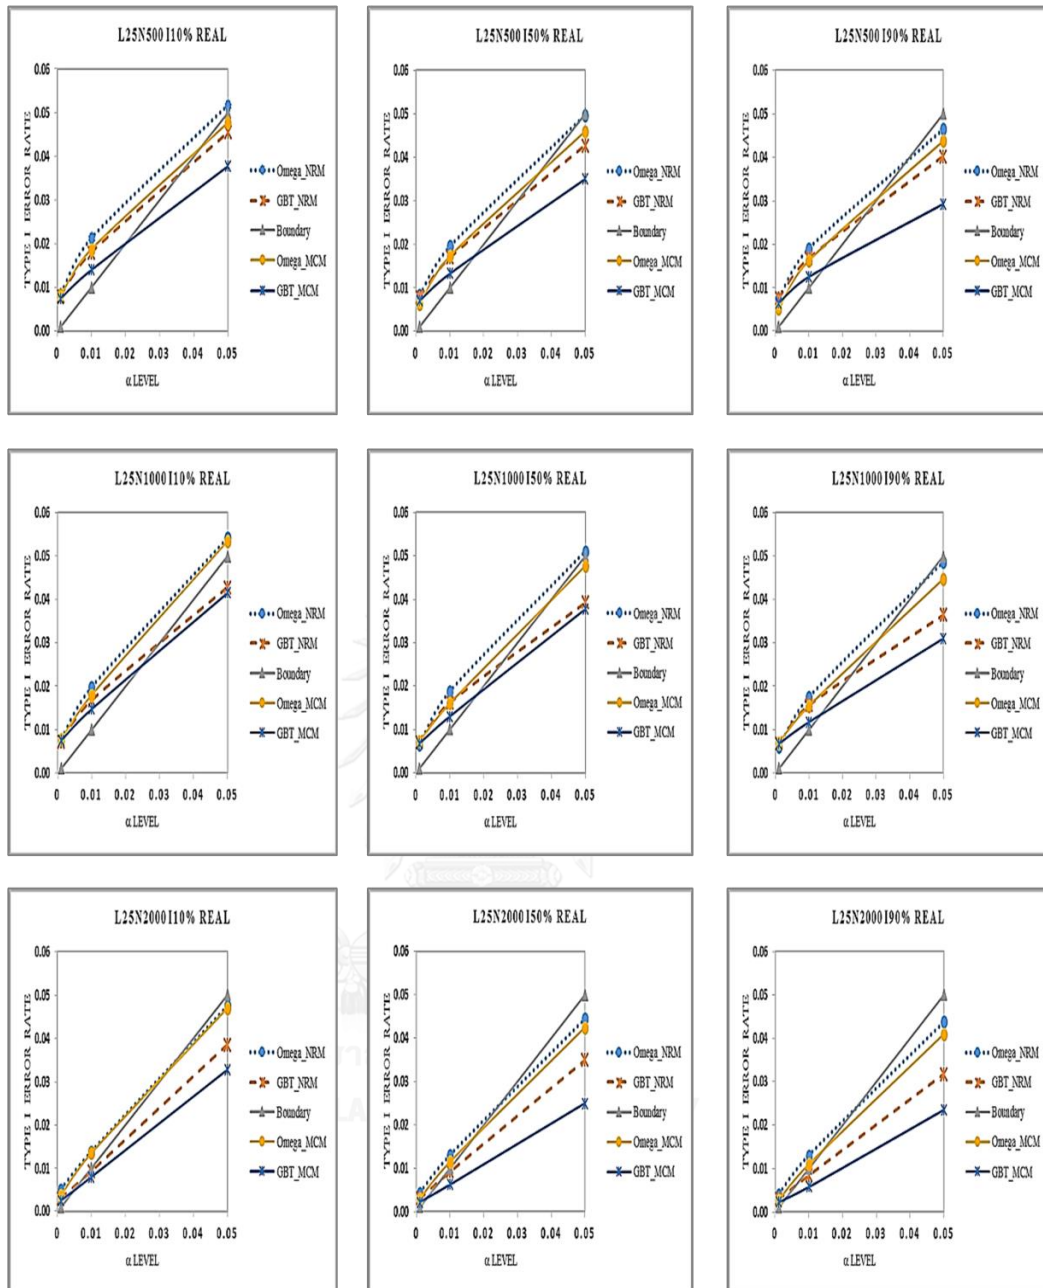 L25N500 I10% REAL
TYPE I ERROR RATE
0.06
0.05
0.04
0.03
0.02
0.01
0.00
0 0.01 0.02 0.03 0.04 0.05
α LEVEL
Omega_NRM
GBT_NRM
Boundary
Omega_MCM
GBT_MCM
L25N500 I50% REAL
TYPE I ERROR RATE
0.06
0.05
0.04
0.03
0.02
0.01
0.00
0 0.01 0.02 0.03 0.04 0.05
α LEVEL
Omega_NRM
GBT_NRM
Boundary
Omega_MCM
GBT_MCM
L25N500 I90% REAL
TYPE I ERROR RATE
0.06
0.05
0.04
0.03
0.02
0.01
0.00
0 0.01 0.02 0.03 0.04 0.05
α LEVEL
Omega_NRM
GBT_NRM
Boundary
Omega_MCM
GBT_MCM
L25N1000 I10% REAL
TYPE I ERROR RATE
0.06
0.05
0.04
0.03
0.02
0.01
0.00
0 0.01 0.02 0.03 0.04 0.05
α LEVEL
Omega_NRM
GBT_NRM
Boundary
Omega_MCM
GBT_MCM
L25N1000 I50% REAL
TYPE I ERROR RATE
0.06
0.05
0.04
0.03
0.02
0.01
0.00
0 0.01 0.02 0.03 0.04 0.05
α LEVEL
Omega_NRM
GBT_NRM
Boundary
Omega_MCM
GBT_MCM
L25N1000 I90% REAL
TYPE I ERROR RATE
0.06
0.05
0.04
0.03
0.02
0.01
0.00
0 0.01 0.02 0.03 0.04 0.05
α LEVEL
Omega_NRM
GBT_NRM
Boundary
Omega_MCM
GBT_MCM
L25N2000 I10% REAL
TYPE I ERROR RATE
0.06
0.05
0.04
0.03
0.02
0.01
0.00
0 0.01 0.02 0.03 0.04 0.05
α LEVEL
Omega_NRM
GBT_NRM
Boundary
Omega_MCM
GBT_MCM
L25N2000 I50% REAL
TYPE I ERROR RATE
0.06
0.05
0.04
0.03
0.02
0.01
0.00
0 0.01 0.02 0.03 0.04 0.05
α LEVEL
Omega_NRM
GBT_NRM
Boundary
Omega_MCM
GBT_MCM
L25N2000 I90% REAL
TYPE I ERROR RATE
0.06
0.05
0.04
0.03
0.02
0.01
0.00
0 0.01 0.02 0.03 0.04 0.05
α LEVEL
Omega_NRM
GBT_NRM
Boundary
Omega_MCM
GBT_MCM